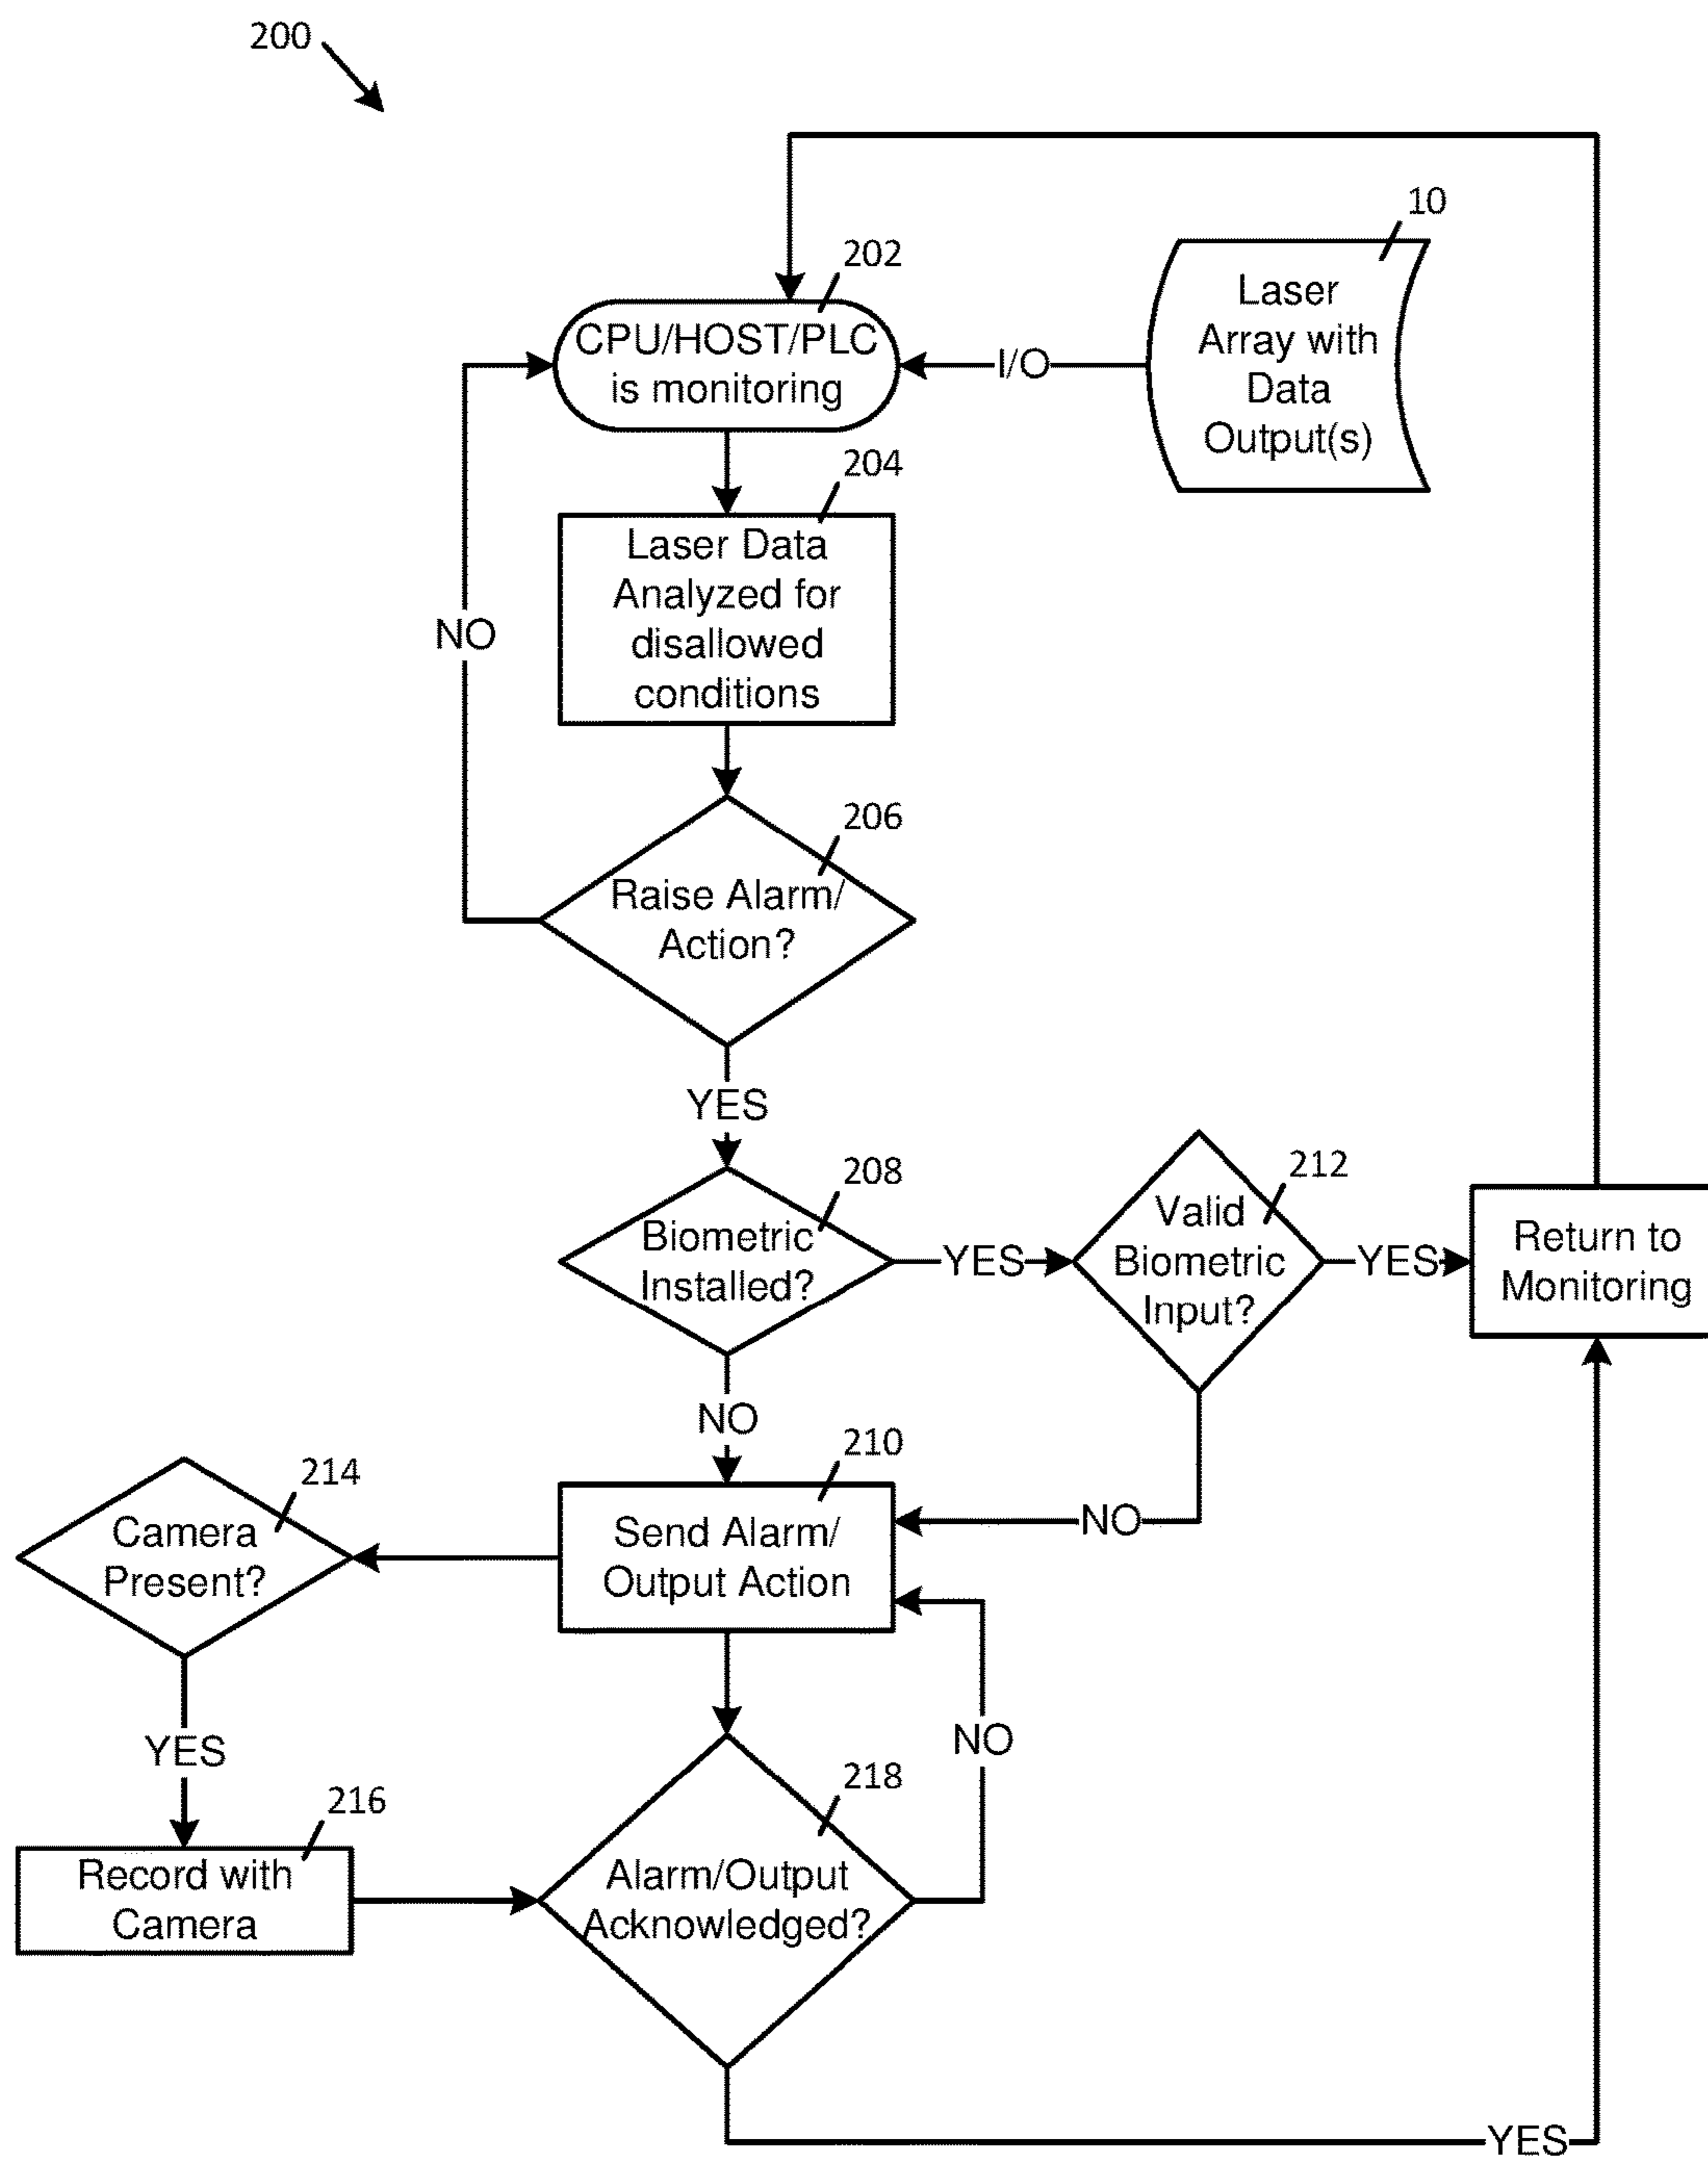 200
10
202
Laser
Array with
Data
Output(s)
CPU/HOST/PLC
is monitoring
I/O
204
Laser Data
Analyzed for
disallowed
conditions
NO
206
Raise Alarm/
Action?
YES
208
Biometric
Installed?
YES
212
Valid
Biometric
Input?
YES
Return to
Monitoring
NO
210
Send Alarm/
Output Action
NO
214
Camera
Present?
YES
216
Record with
Camera
218
Alarm/Output
Acknowledged?
NO
YES